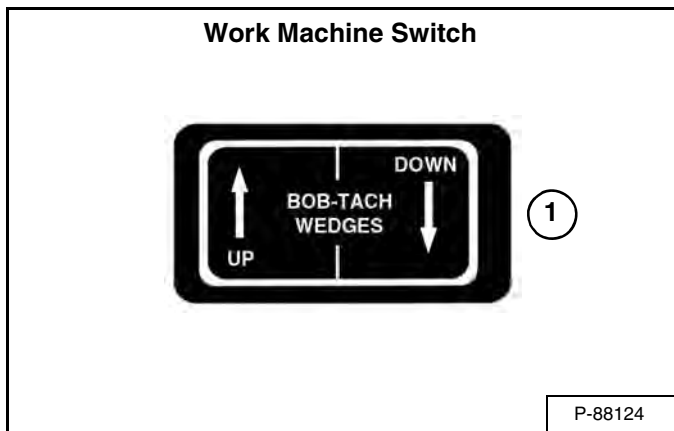 Work Machine Switch
DOWN
BOB-TACH
WEDGES
UP
1
P-88124